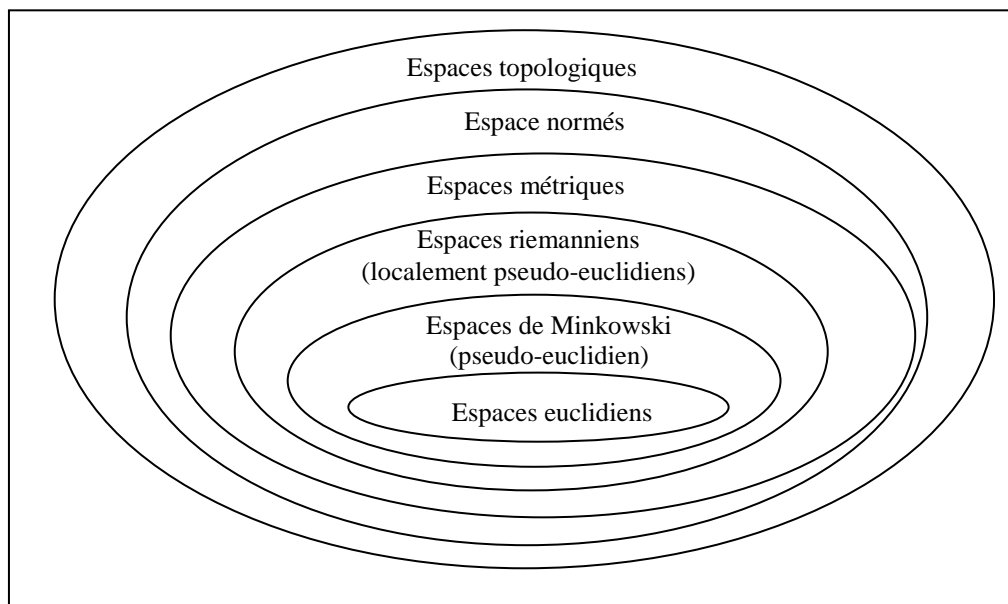 Espaces topologiques
Espace normés
Espaces métriques
Espaces riemanniens
(localement pseudo-euclidiens)
Espaces de Minkowski
(pseudo-euclidien)
Espaces euclidiens